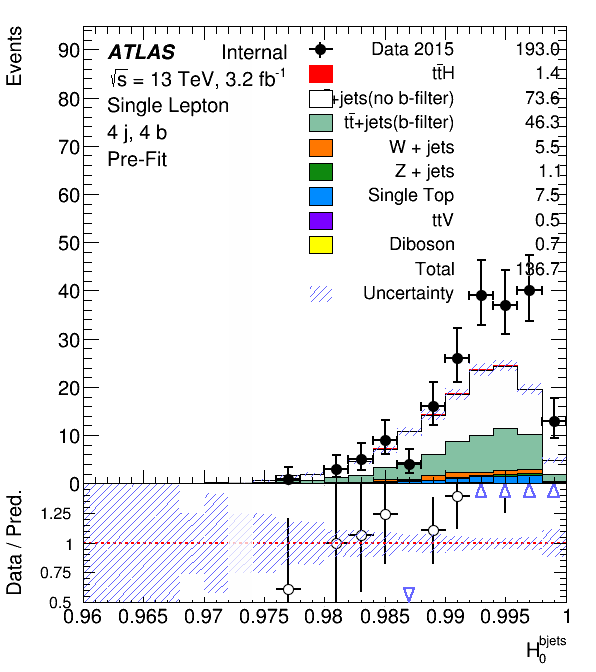 Events
ATLAS Internal
√s = 13 TeV, 3.2 fb⁻¹
Single Lepton
4 j, 4 b
Pre-Fit
Data 2015 193.0
tt̄H 1.4
+jets(no b-filter) 73.6
tt̄+jets(b-filter) 46.3
W + jets 5.5
Z + jets 1.1
Single Top 7.5
ttV 0.5
Diboson 0.7
Total 136.7
Uncertainty
90
80
70
60
50
40
30
20
10
0
Data / Pred.
1.25
1
0.75
0.5
0.96 0.965 0.97 0.975 0.98 0.985 0.99 0.995 1
H₀^bjets